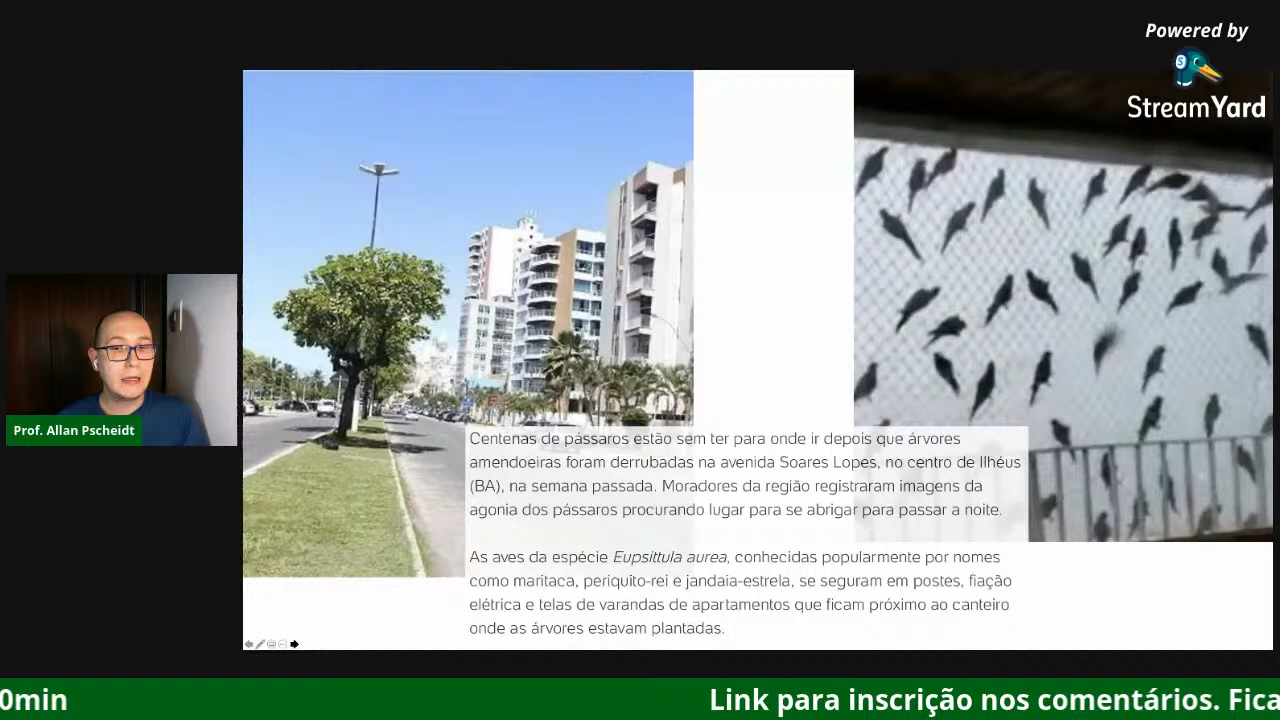 Powered by
StreamYard
Centenas de pássaros estão sem ter para onde ir depois que árvores
amendoeiras foram derrubadas na avenida Soares Lopes, no centro de Ilhéus
(BA), na semana passada. Moradores da região registraram imagens da
agonia dos pássaros procurando lugar para se abrigar para passar a noite.
As aves da espécie Eupsittula aurea, conhecidas popularmente por nomes
como maritaca, periquito-rei e jandaia-estrela, se seguram em postes, fiação
elétrica e telas de varandas de apartamentos que ficam próximo ao canteiro
onde as árvores estavam plantadas.
Prof. Allan Pscheidt
0min Link para inscrição nos comentários. Fica